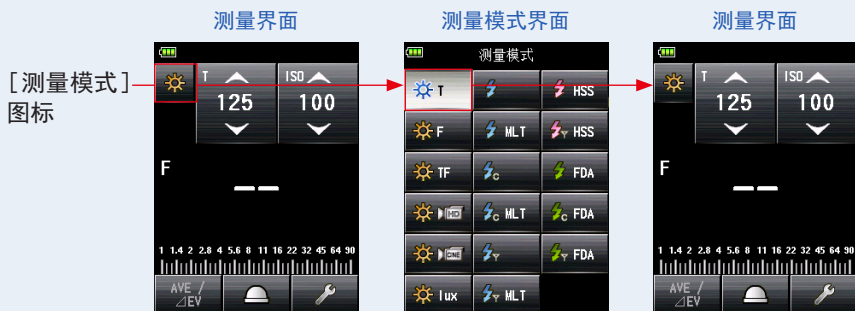 测量界面
测量模式界面
测量界面
[测量模式]
图标
T
125
ISO
100
F
1 1.4 2 2.8 4 5.6 8 11 16 22 32 45 64 90
AVE /
⊿EV
测量模式
T
HSS
F
MLT
HSS
TF
C
FDA
HD
C MLT
C FDA
CINE
FDA
lux
MLT
T
125
ISO
100
F
1 1.4 2 2.8 4 5.6 8 11 16 22 32 45 64 90
AVE /
⊿EV